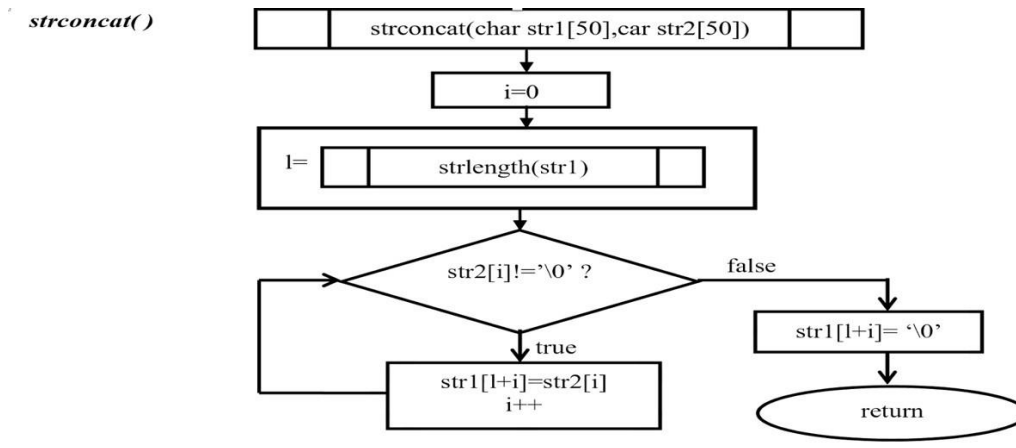 strconcat( )
strconcat(char str1[50],car str2[50])
i=0
l=
strlength(str1)
str2[i]!='\0' ?
false
true
str1[l+i]=str2[i]
i++
str1[l+i]= ‘\0’
return